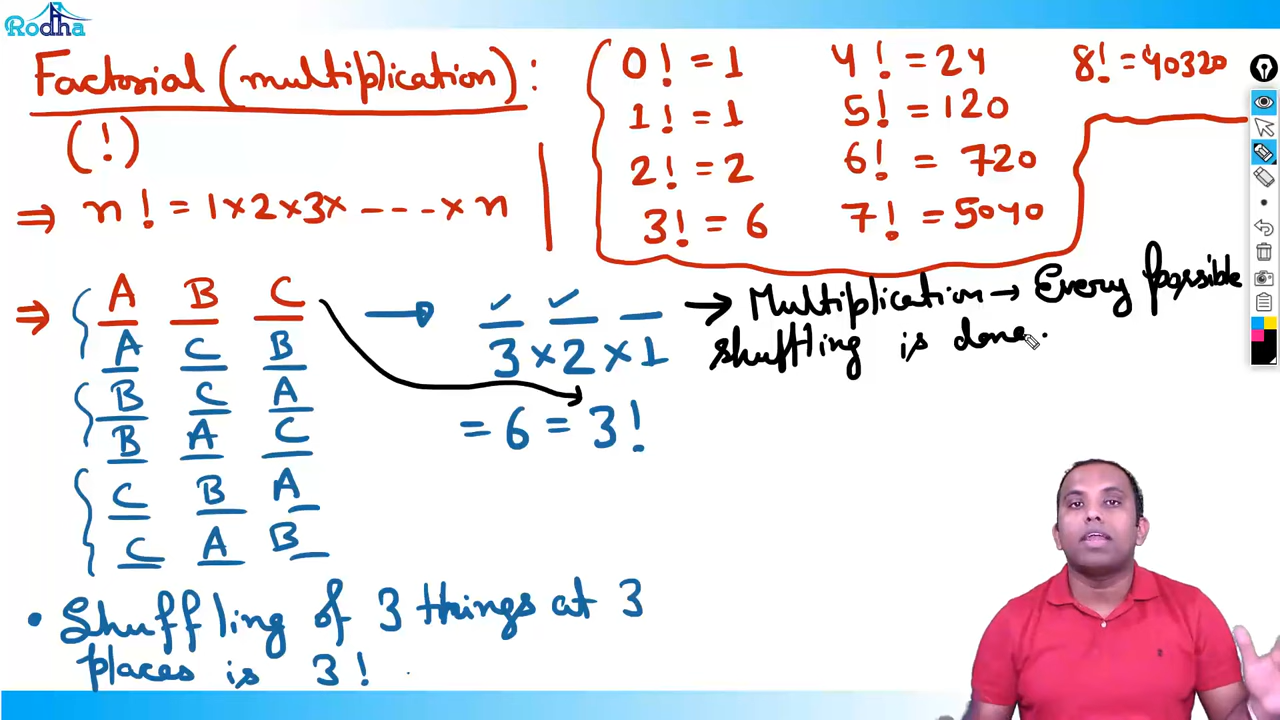 Rodha
Factorial (multiplication) :
(!)
⇒ n! = 1×2×3× ---- × n
0! = 1
1! = 1
2! = 2
3! = 6
4! = 24
5! = 120
6! = 720
7! = 5040
8! = 40320
⇒ A B C
A C B
B C A
B A C
C B A
C A B
3 × 2 × 1
= 6 = 3!
→ Multiplication → Every possible
shuffling is done.
• Shuffling of 3 things at 3
places is 3!